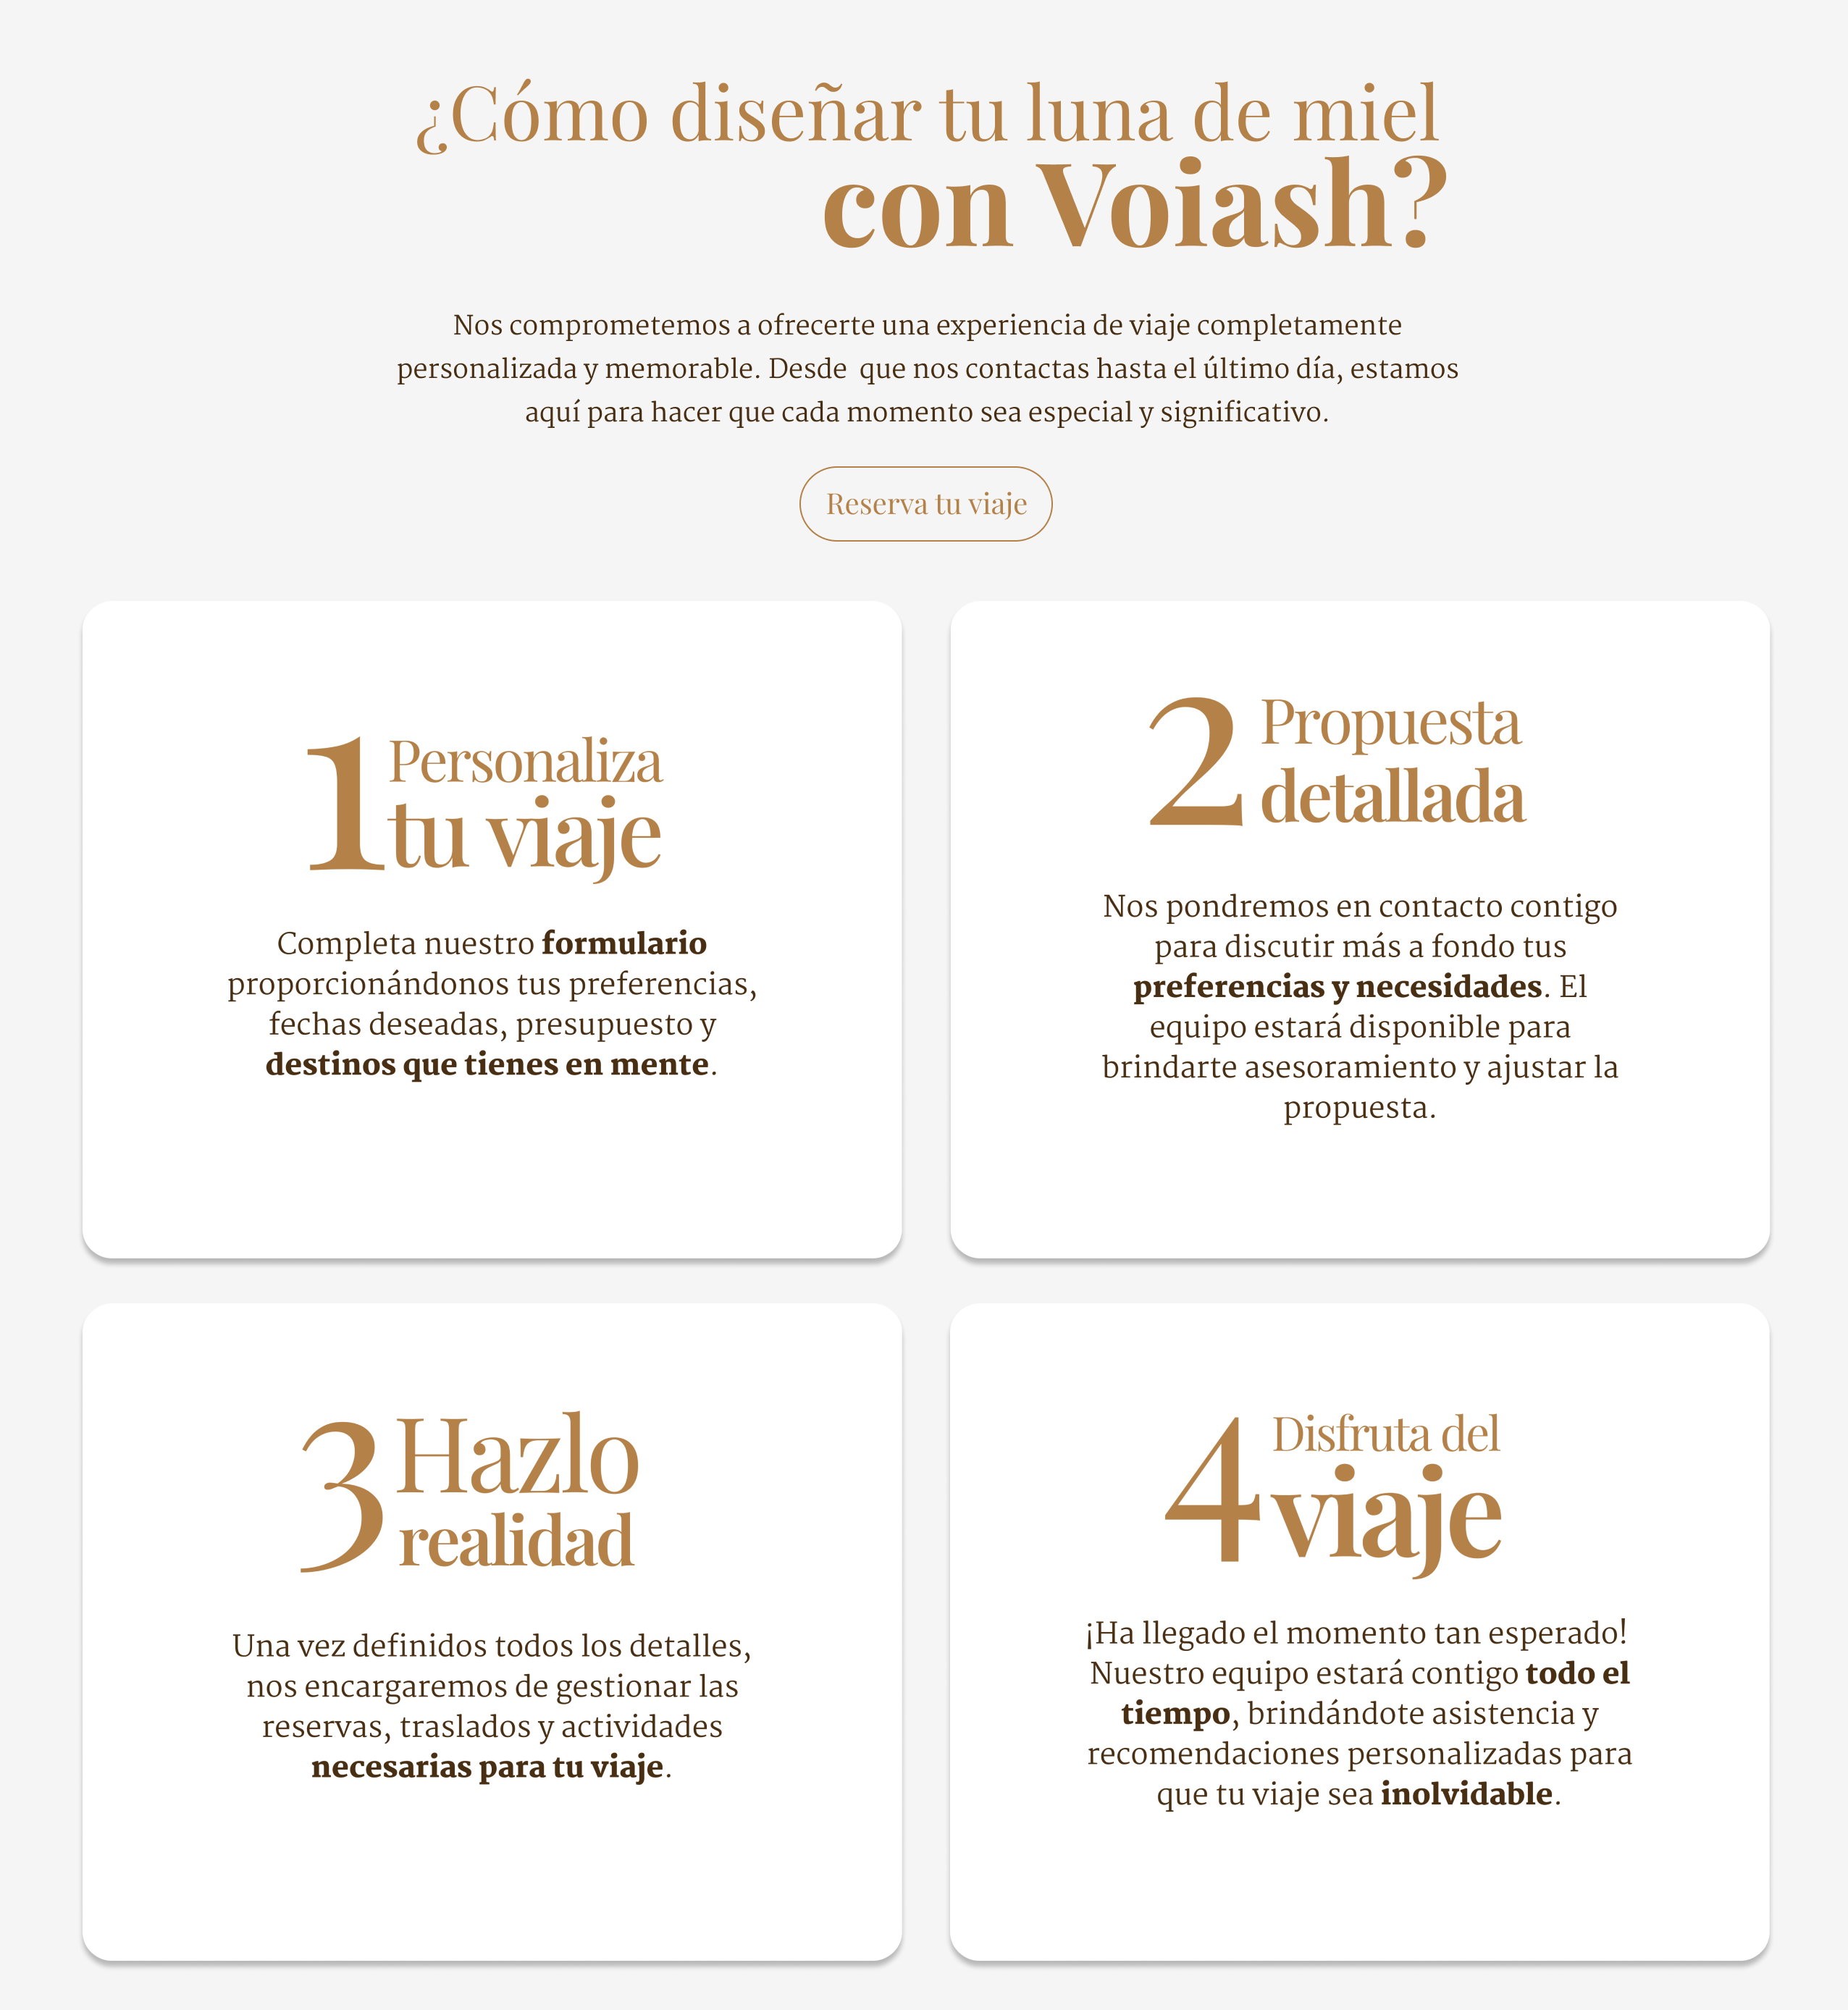 ¿Cómo diseñar tu luna de miel
con Voiash?
Nos comprometemos a ofrecerte una experiencia de viaje completamente
personalizada y memorable. Desde  que nos contactas hasta el último día, estamos
aquí para hacer que cada momento sea especial y significativo.
Reserva tu viaje
1 Personaliza
tu viaje
Completa nuestro formulario
proporcionándonos tus preferencias,
fechas deseadas, presupuesto y
destinos que tienes en mente.
2 Propuesta
detallada
Nos pondremos en contacto contigo
para discutir más a fondo tus
preferencias y necesidades. El
equipo estará disponible para
brindarte asesoramiento y ajustar la
propuesta.
3 Hazlo
realidad
Una vez definidos todos los detalles,
nos encargaremos de gestionar las
reservas, traslados y actividades
necesarias para tu viaje.
4 Disfruta del
viaje
¡Ha llegado el momento tan esperado!
Nuestro equipo estará contigo todo el
tiempo, brindándote asistencia y
recomendaciones personalizadas para
que tu viaje sea inolvidable.